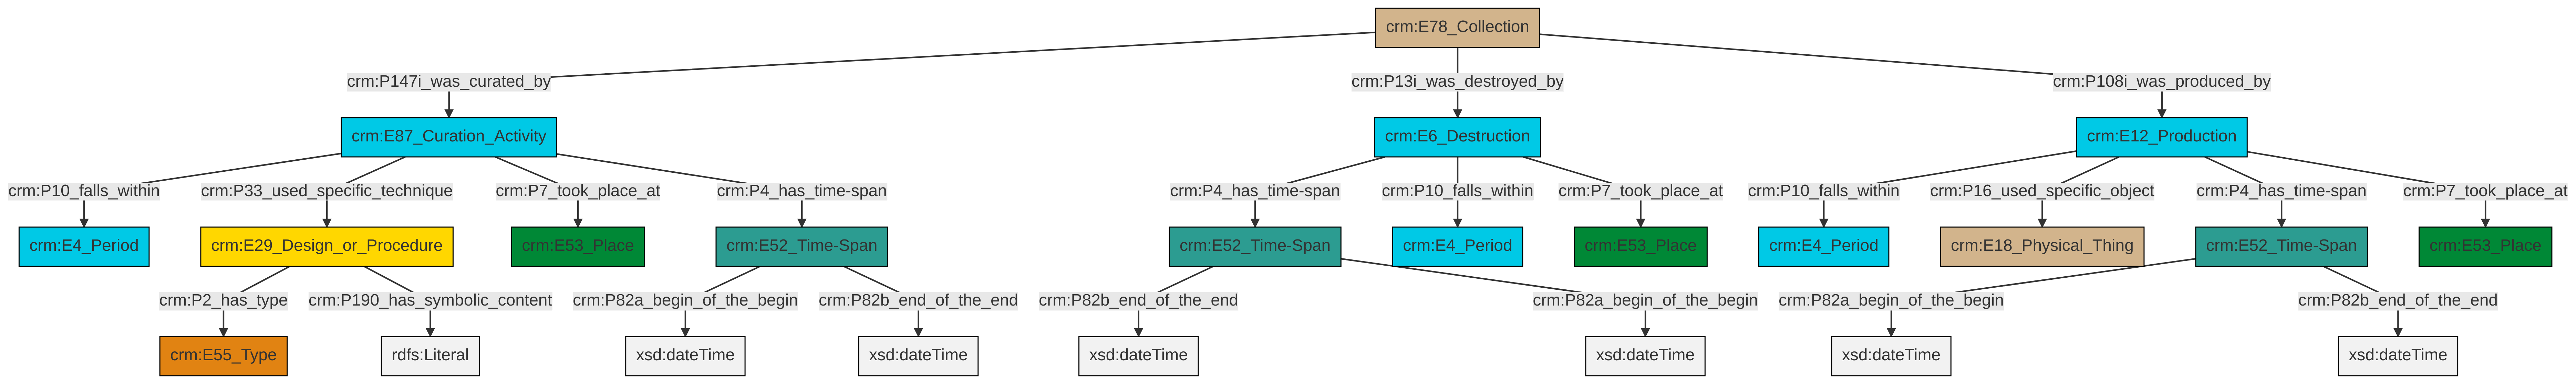 crm:E78_Collection
crm:P147i_was_curated_by
crm:P13i_was_destroyed_by
crm:P108i_was_produced_by
crm:E87_Curation_Activity
crm:E6_Destruction
crm:E12_Production
crm:P10_falls_within
crm:P33_used_specific_technique
crm:P7_took_place_at
crm:P4_has_time-span
crm:P4_has_time-span
crm:P10_falls_within
crm:P7_took_place_at
crm:P10_falls_within
crm:P16_used_specific_object
crm:P4_has_time-span
crm:P7_took_place_at
crm:E4_Period
crm:E29_Design_or_Procedure
crm:E53_Place
crm:E52_Time-Span
crm:E52_Time-Span
crm:E4_Period
crm:E53_Place
crm:E4_Period
crm:E18_Physical_Thing
crm:E52_Time-Span
crm:E53_Place
crm:P2_has_type
crm:P190_has_symbolic_content
crm:P82a_begin_of_the_begin
crm:P82b_end_of_the_end
crm:P82b_end_of_the_end
crm:P82a_begin_of_the_begin
crm:P82a_begin_of_the_begin
crm:P82b_end_of_the_end
crm:E55_Type
rdfs:Literal
xsd:dateTime
xsd:dateTime
xsd:dateTime
xsd:dateTime
xsd:dateTime
xsd:dateTime